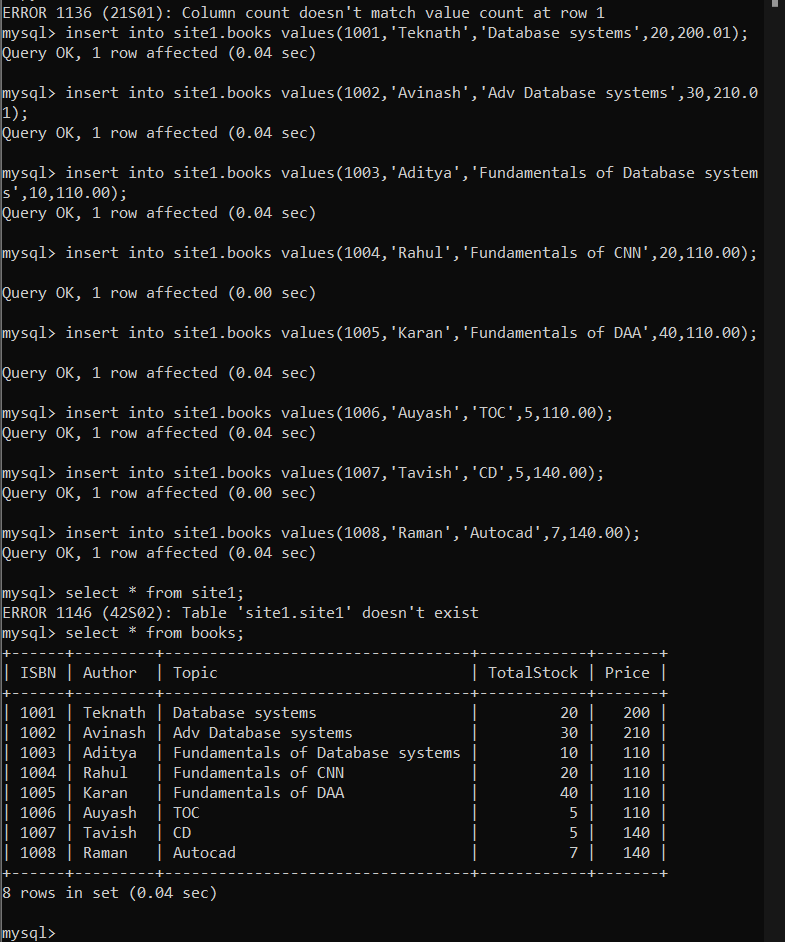 ERROR 1136 (21S01): Column count doesn't match value count at row 1
mysql> insert into site1.books values(1001,'Teknath','Database systems',20,200.01);
Query OK, 1 row affected (0.04 sec)

mysql> insert into site1.books values(1002,'Avinash','Adv Database systems',30,210.0
1);
Query OK, 1 row affected (0.04 sec)

mysql> insert into site1.books values(1003,'Aditya','Fundamentals of Database system
s',10,110.00);
Query OK, 1 row affected (0.04 sec)

mysql> insert into site1.books values(1004,'Rahul','Fundamentals of CNN',20,110.00);

Query OK, 1 row affected (0.00 sec)

mysql> insert into site1.books values(1005,'Karan','Fundamentals of DAA',40,110.00);

Query OK, 1 row affected (0.04 sec)

mysql> insert into site1.books values(1006,'Auyash','TOC',5,110.00);
Query OK, 1 row affected (0.04 sec)

mysql> insert into site1.books values(1007,'Tavish','CD',5,140.00);
Query OK, 1 row affected (0.00 sec)

mysql> insert into site1.books values(1008,'Raman','Autocad',7,140.00);
Query OK, 1 row affected (0.04 sec)

mysql> select * from site1;
ERROR 1146 (42S02): Table 'site1.site1' doesn't exist
mysql> select * from books;
+------+---------+----------------------------------+------------+-------+
| ISBN | Author  | Topic                            | TotalStock | Price |
+------+---------+----------------------------------+------------+-------+
| 1001 | Teknath | Database systems                 |         20 |   200 |
| 1002 | Avinash | Adv Database systems             |         30 |   210 |
| 1003 | Aditya  | Fundamentals of Database systems |         10 |   110 |
| 1004 | Rahul   | Fundamentals of CNN              |         20 |   110 |
| 1005 | Karan   | Fundamentals of DAA              |         40 |   110 |
| 1006 | Auyash  | TOC                              |          5 |   110 |
| 1007 | Tavish  | CD                               |          5 |   140 |
| 1008 | Raman   | Autocad                          |          7 |   140 |
+------+---------+----------------------------------+------------+-------+
8 rows in set (0.04 sec)

mysql>